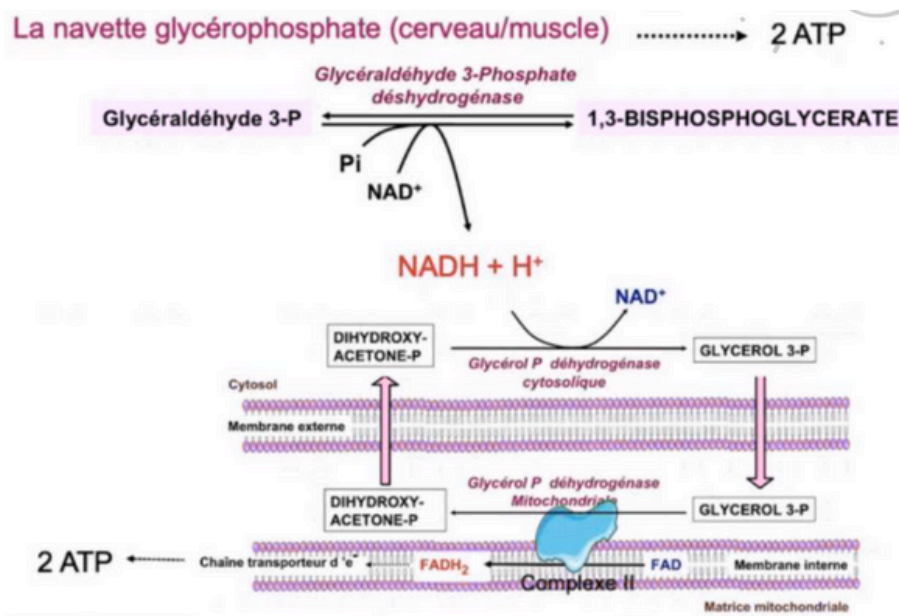 La navette glycérophosphate (cerveau/muscle) 2 ATP
Glycéraldéhyde 3-Phosphate
déshydrogénase
Glycéraldéhyde 3-P 1,3-BISPHOSPHOGLYCERATE
Pi
NAD⁺
NADH + H⁺
NAD⁺
DIHYDROXY-
ACETONE-P
GLYCEROL 3-P
Glycérol P déhydrogénase
cytosolique
Cytosol
Membrane externe
Glycérol P déhydrogénase
Mitochondriale
DIHYDROXY-
ACETONE-P
GLYCEROL 3-P
2 ATP Chaîne transporteur d 'e⁻ FADH₂ FAD Membrane interne
Complexe II
Matrice mitochondriale